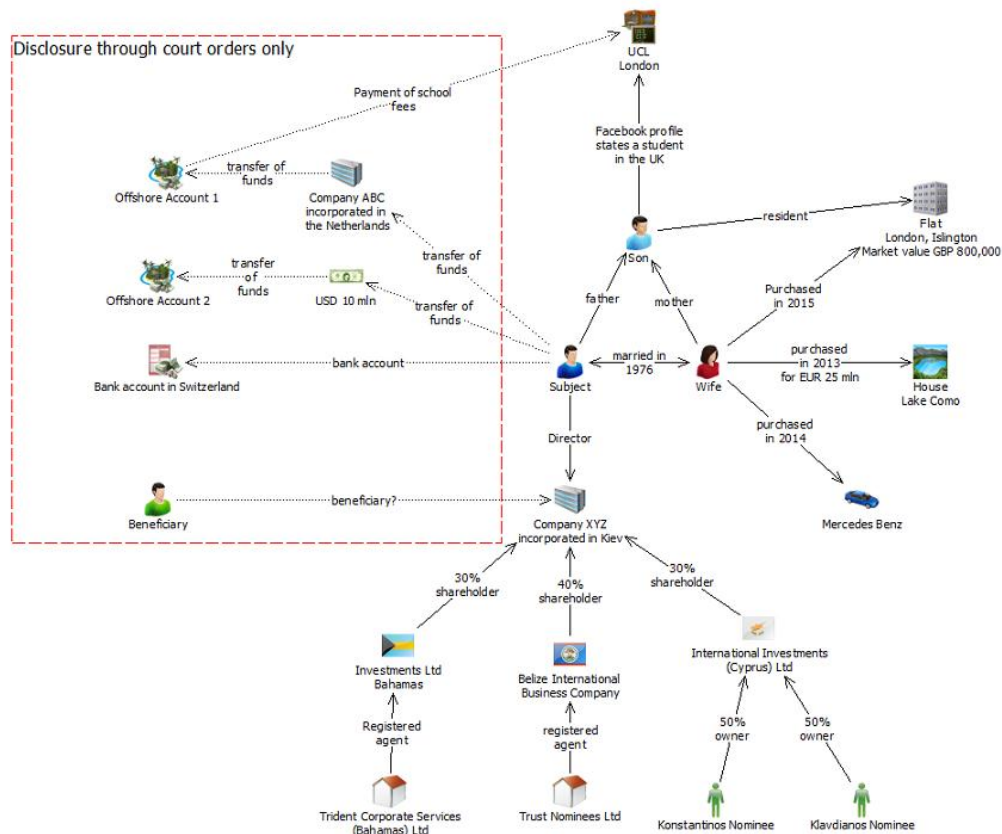 Disclosure through court orders only
UCL
London
Payment of school
fees
Facebook profile
states a student
in the UK
transfer of
funds
Offshore Account 1
Company ABC
incorporated in
the Netherlands
resident
Flat
London, Islington
Market value GBP 800,000
Son
transfer of
funds
transfer
of
funds
Offshore Account 2
USD 10 mln
transfer of
funds
father
mother
Purchased
in 2015
bank account
Bank account in Switzerland
married in
1976
Subject
Wife
purchased
in 2013
for EUR 25 mln
House
Lake Como
Director
purchased
in 2014
beneficiary?
Beneficiary
Company XYZ
incorporated in Kiev
Mercedes Benz
30%
shareholder
40%
shareholder
30%
shareholder
Investments Ltd
Bahamas
Belize International
Business Company
International Investments
(Cyprus) Ltd
Registered
agent
registered
agent
50%
owner
50%
owner
Trident Corporate Services
(Bahamas) Ltd
Trust Nominees Ltd
Konstantinos Nominee
Klavdianos Nominee